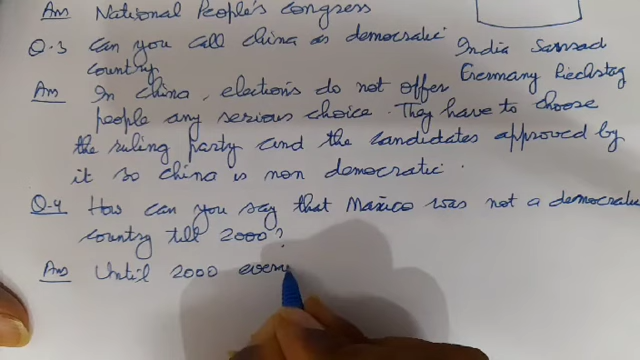 Ans National People's Congress
Q.3 Can you call China as democratic
country
India Sansad
Germany Riechstag
Ans In China, elections do not offer
people any serious choice. They have to choose
the ruling party and the candidates approved by
it so China is non democratic.
Q.4 How can you say that Maxico was not a democratic
country till 2000?
Ans Until 2000 every